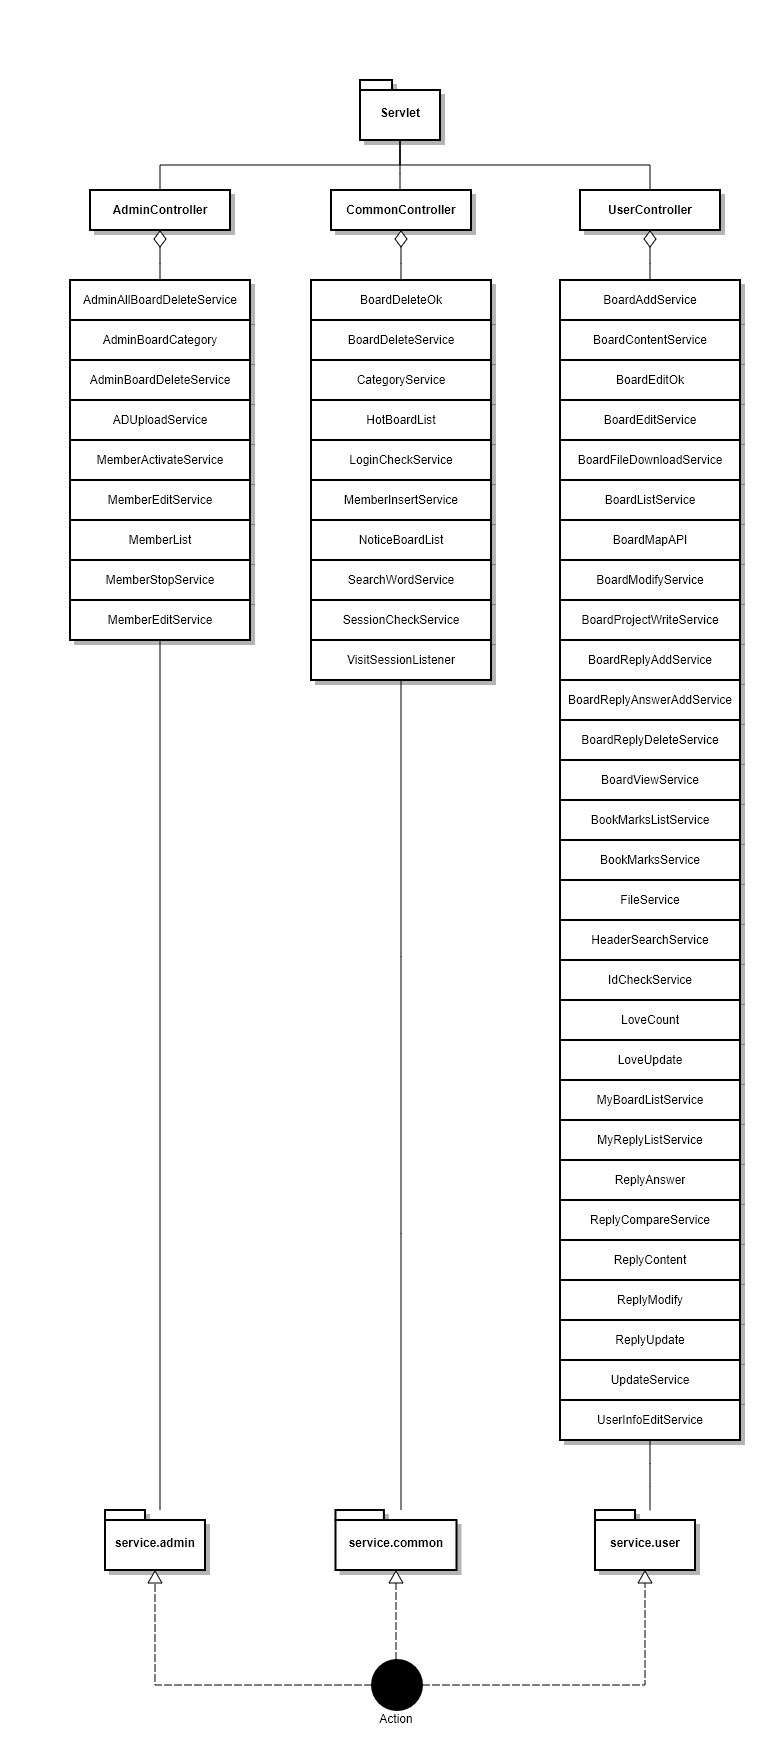 Servlet
AdminController
CommonController
UserController
AdminAllBoardDeleteService
AdminBoardCategory
AdminBoardDeleteService
ADUploadService
MemberActivateService
MemberEditService
MemberList
MemberStopService
MemberEditService
BoardDeleteOk
BoardDeleteService
CategoryService
HotBoardList
LoginCheckService
MemberInsertService
NoticeBoardList
SearchWordService
SessionCheckService
VisitSessionListener
BoardAddService
BoardContentService
BoardEditOk
BoardEditService
BoardFileDownloadService
BoardListService
BoardMapAPI
BoardModifyService
BoardProjectWriteService
BoardReplyAddService
BoardReplyAnswerAddService
BoardReplyDeleteService
BoardViewService
BookMarksListService
BookMarksService
FileService
HeaderSearchService
IdCheckService
LoveCount
LoveUpdate
MyBoardListService
MyReplyListService
ReplyAnswer
ReplyCompareService
ReplyContent
ReplyModify
ReplyUpdate
UpdateService
UserInfoEditService
service.admin
service.common
service.user
Action